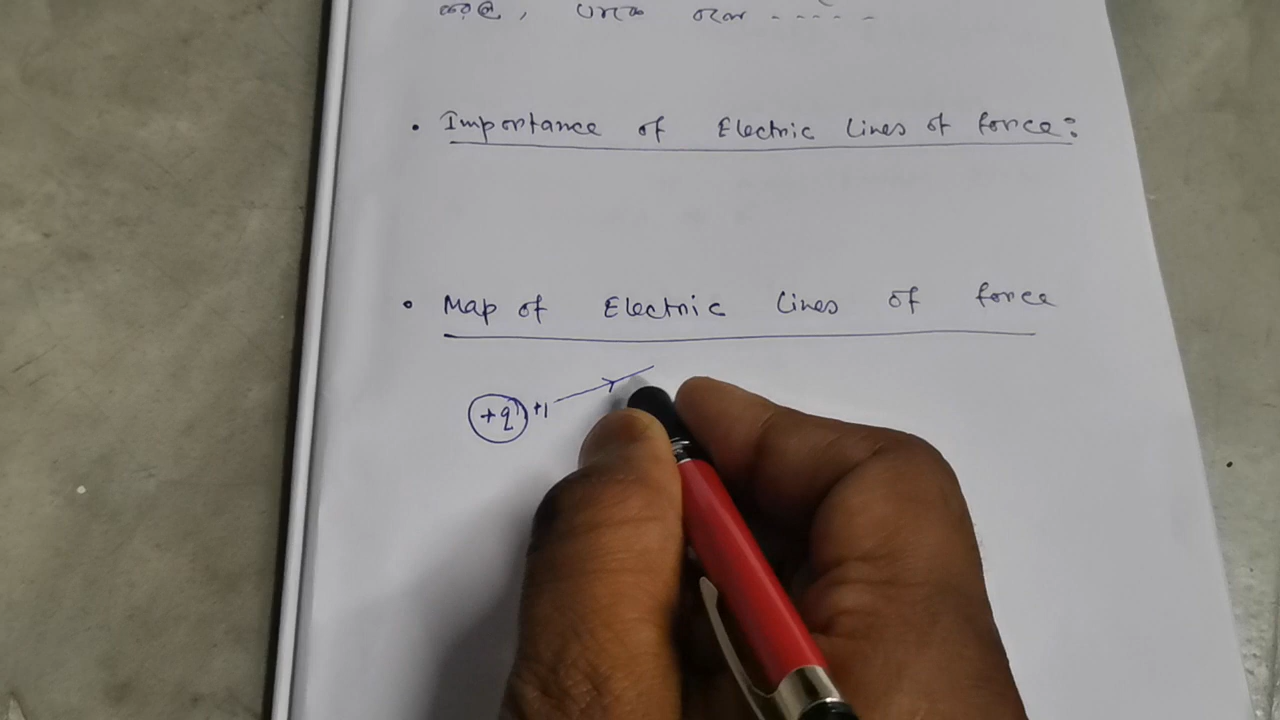 • Importance of Electric Lines of force:
• Map of Electric Lines of force
+q +1